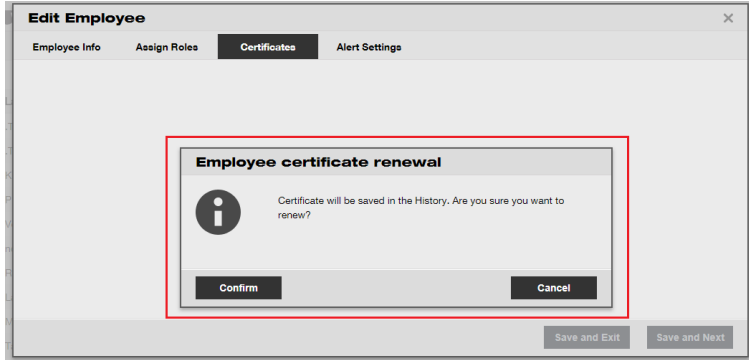 Edit Employee
Employee Info Assign Roles Certificates Alert Settings
Employee certificate renewal
Certificate will be saved in the History. Are you sure you want to
renew?
Confirm Cancel
Save and Exit Save and Next